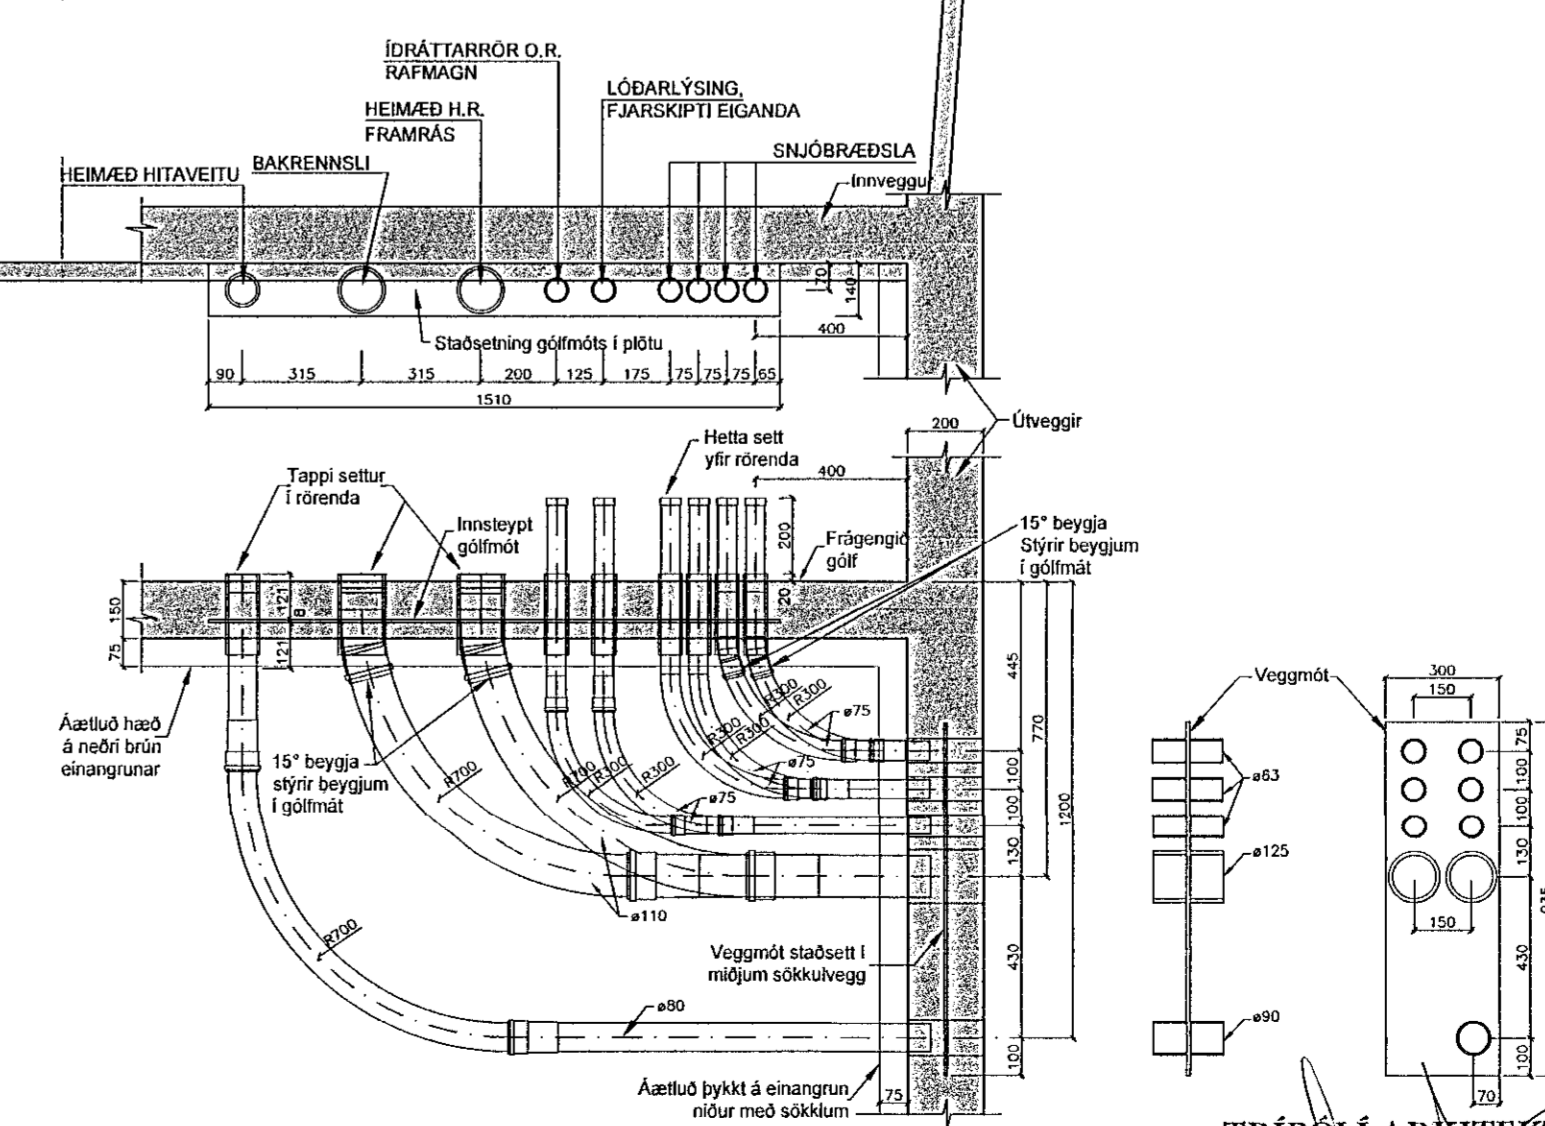 ÍDRÁTTARRÖR O.R.
RAFMAGN
LÓÐARLÝSING,
FJARSKIPTI EIGANDA
HEIMÆÐ H.R.
FRAMRÁS
SNJÓBRÆÐSLA
HEIMÆÐ HITAVEITU
BAKRENNSLI
Innveggur
70
140
400
Staðsetning gólfmóts í plötu
90
315
315
200
125
175
75
75
75
65
1510
200
Útveggir
Hetta sett
yfir rörenda
400
Tappi settur
Í rörenda
Innsteypt
gólfmót
200
Frágengið
gólf
15° beygja
Stýrir beygjum
í gólfmát
150
75
121
8
121
20
445
770
1200
Áætluð hæð
á neðri brún
einangrunar
15° beygja
stýrir beygjum
í gólfmát
R700
R700
R300
R300
R300
R300
R300
R300
ø75
ø75
ø75
100
100
130
ø110
R700
Veggmót staðsett í
miðjum sökkulvegg
430
ø80
100
Áætluð þykkt á einangrun
niður með sökklum
75
Veggmót
300
150
75
ø63
100
100
130
ø125
150
935
430
ø90
100
70